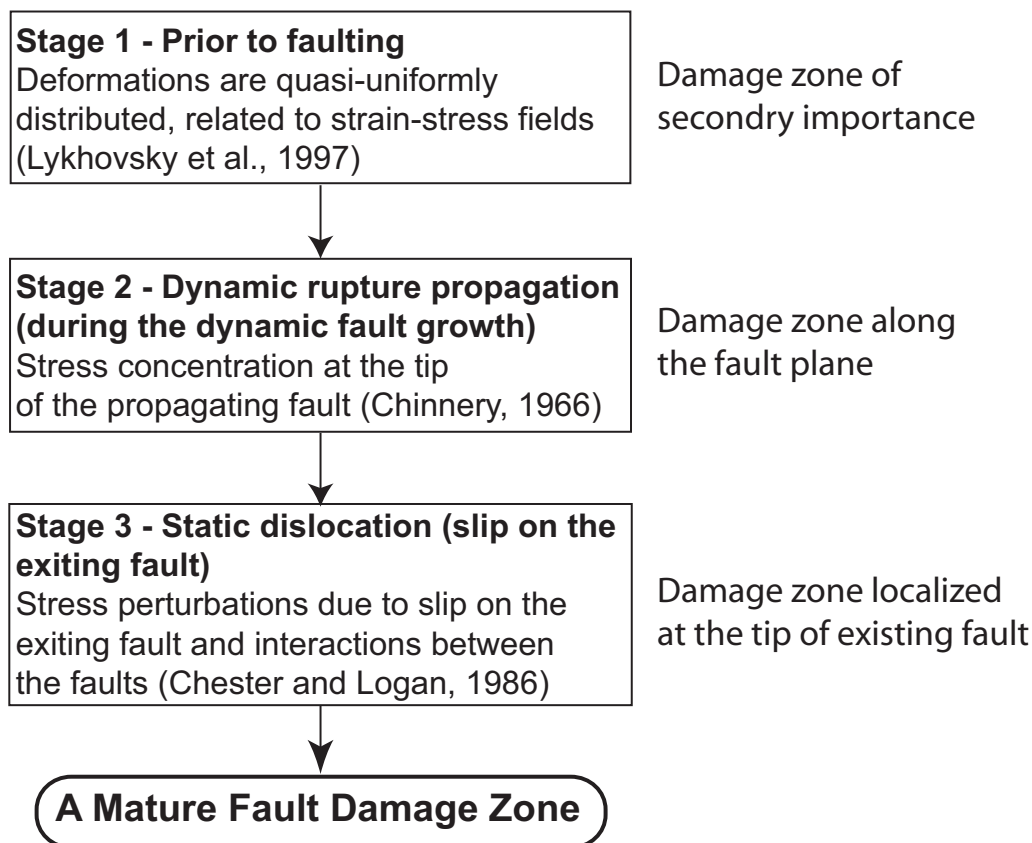 Stage 1 - Prior to faulting
Deformations are quasi-uniformly
distributed, related to strain-stress fields
(Lykhovsky et al., 1997)
Damage zone of
secondry importance
Stage 2 - Dynamic rupture propagation
(during the dynamic fault growth)
Stress concentration at the tip
of the propagating fault (Chinnery, 1966)
Damage zone along
the fault plane
Stage 3 - Static dislocation (slip on the
exiting fault)
Stress perturbations due to slip on the
exiting fault and interactions between
the faults (Chester and Logan, 1986)
Damage zone localized
at the tip of existing fault
A Mature Fault Damage Zone